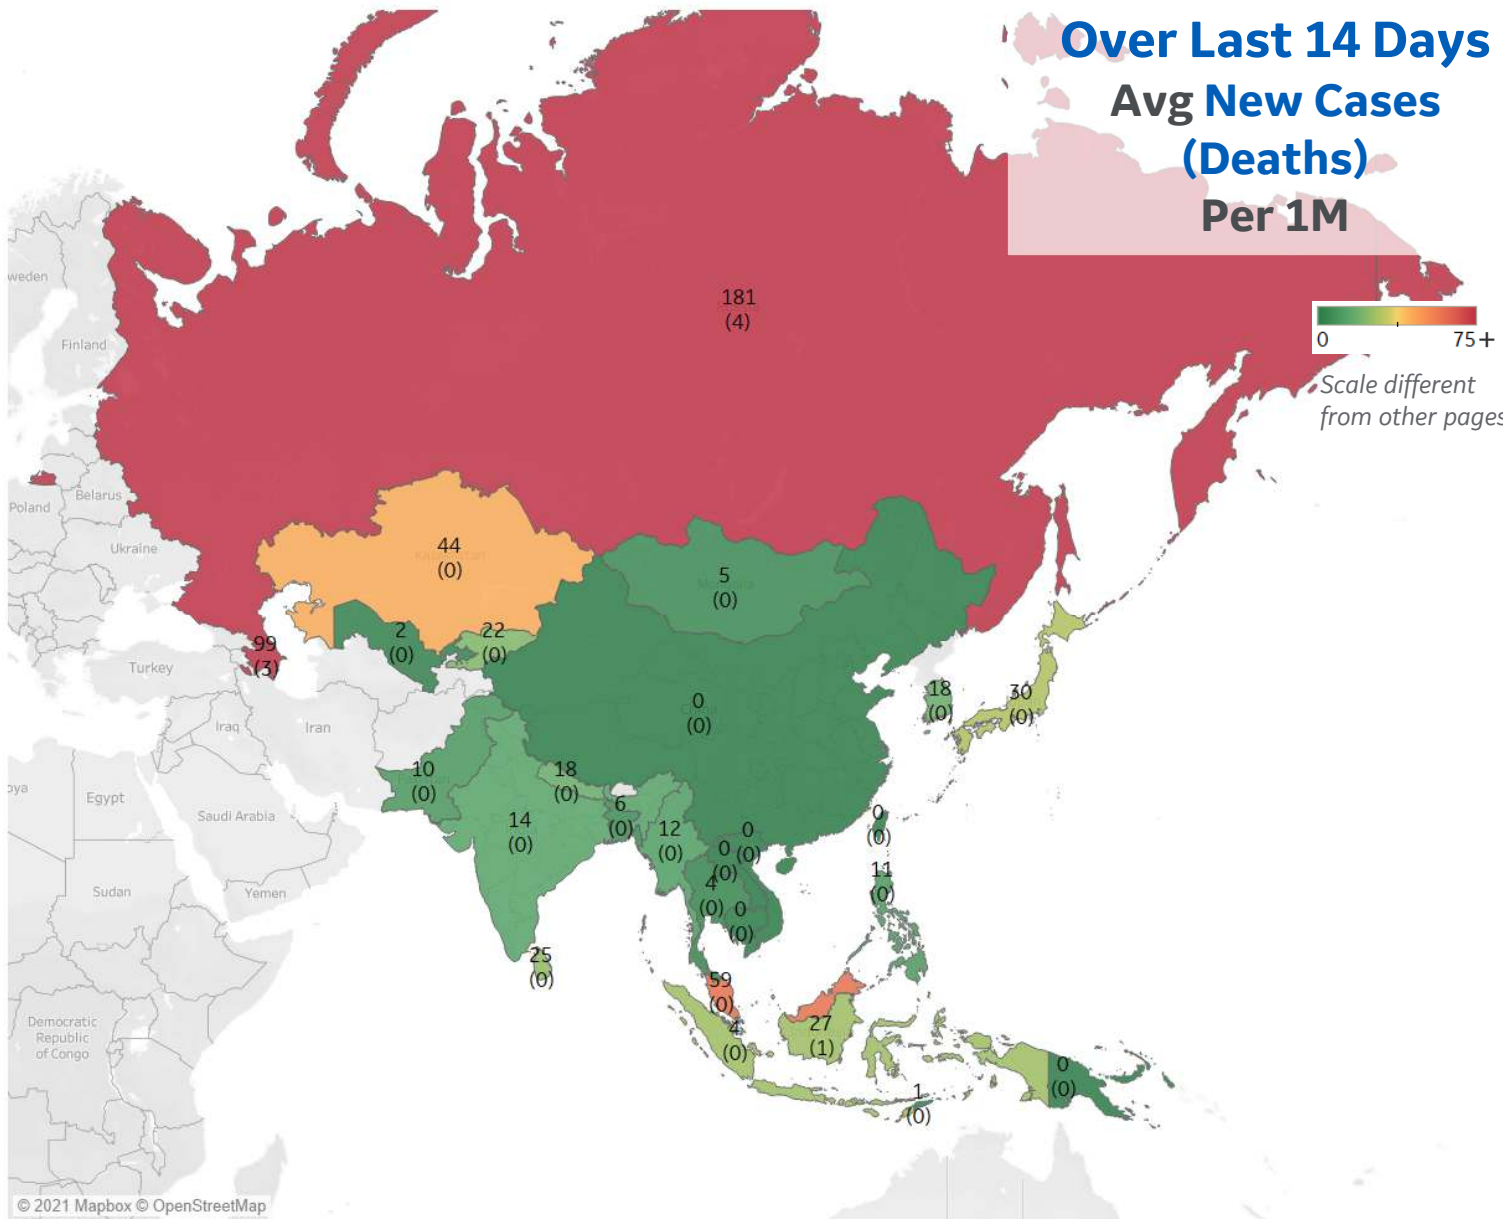 Over Last 14 Days
Avg New Cases
(Deaths)
Per 1M
181
(4)
0
75+
Scale different
from other pages
weden
Finland
Belarus
Poland
Ukraine
44
(0)
5
(0)
99
(3)
2
(0)
22
(0)
Turkey
18
(0)
30
(0)
0
(0)
Iraq
Iran
10
(0)
18
(0)
oya
Egypt
Saudi Arabia
14
(0)
6
(0)
12
(0)
0
(0)
0
(0)
0
(0)
11
(0)
4
(0)
0
(0)
Sudan
Yemen
25
(0)
59
(0)
4
(0)
27
(1)
Democratic
Republic
of Congo
0
(0)
1
(0)
© 2021 Mapbox © OpenStreetMap